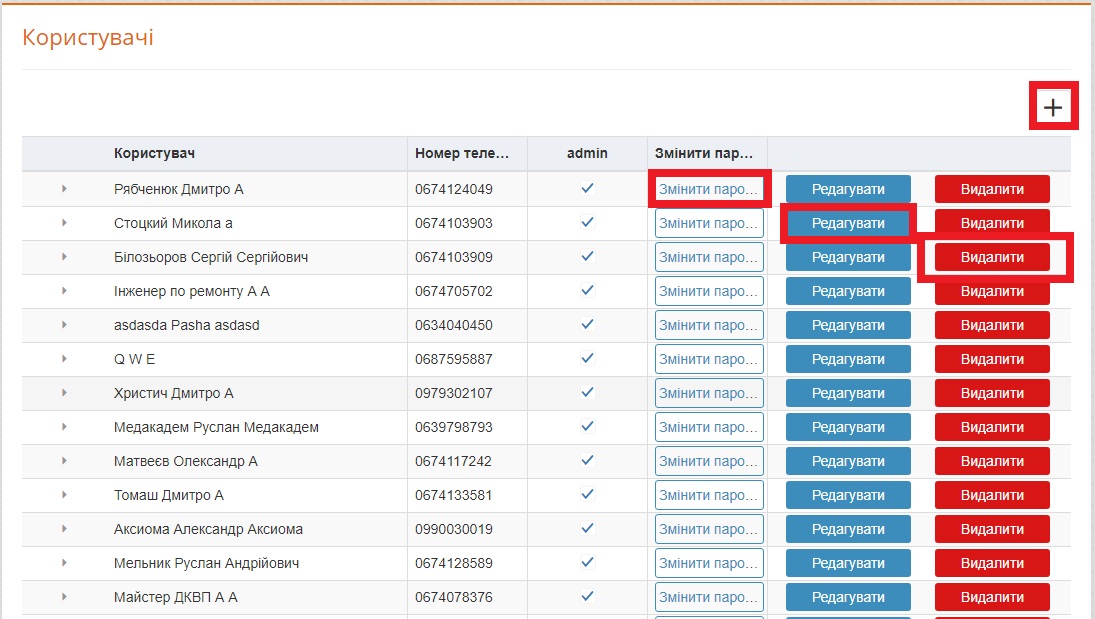 Користувачі
+
Користувач Номер теле... admin Змінити пар...
Рябченюк Дмитро А 0674124049 Змінити паро... Редагувати Видалити
Стоцкий Микола а 0674103903 Змінити паро... Редагувати Видалити
Білозьоров Сергій Сергійович 0674103909 Змінити паро... Редагувати Видалити
Інженер по ремонту А А 0674705702 Змінити паро... Редагувати Видалити
asdasda Pasha asdasd 0634040450 Змінити паро... Редагувати Видалити
Q W E 0687595887 Змінити паро... Редагувати Видалити
Христич Дмитро А 0979302107 Змінити паро... Редагувати Видалити
Медакадем Руслан Медакадем 0639798793 Змінити паро... Редагувати Видалити
Матвеєв Олександр А 0674117242 Змінити паро... Редагувати Видалити
Томаш Дмитро А 0674133581 Змінити паро... Редагувати Видалити
Аксиома Александр Аксиома 0990030019 Змінити паро... Редагувати Видалити
Мельник Руслан Андрійович 0674128589 Змінити паро... Редагувати Видалити
Майстер ДКВП А А 0674078376 Змінити паро... Редагувати Видалити